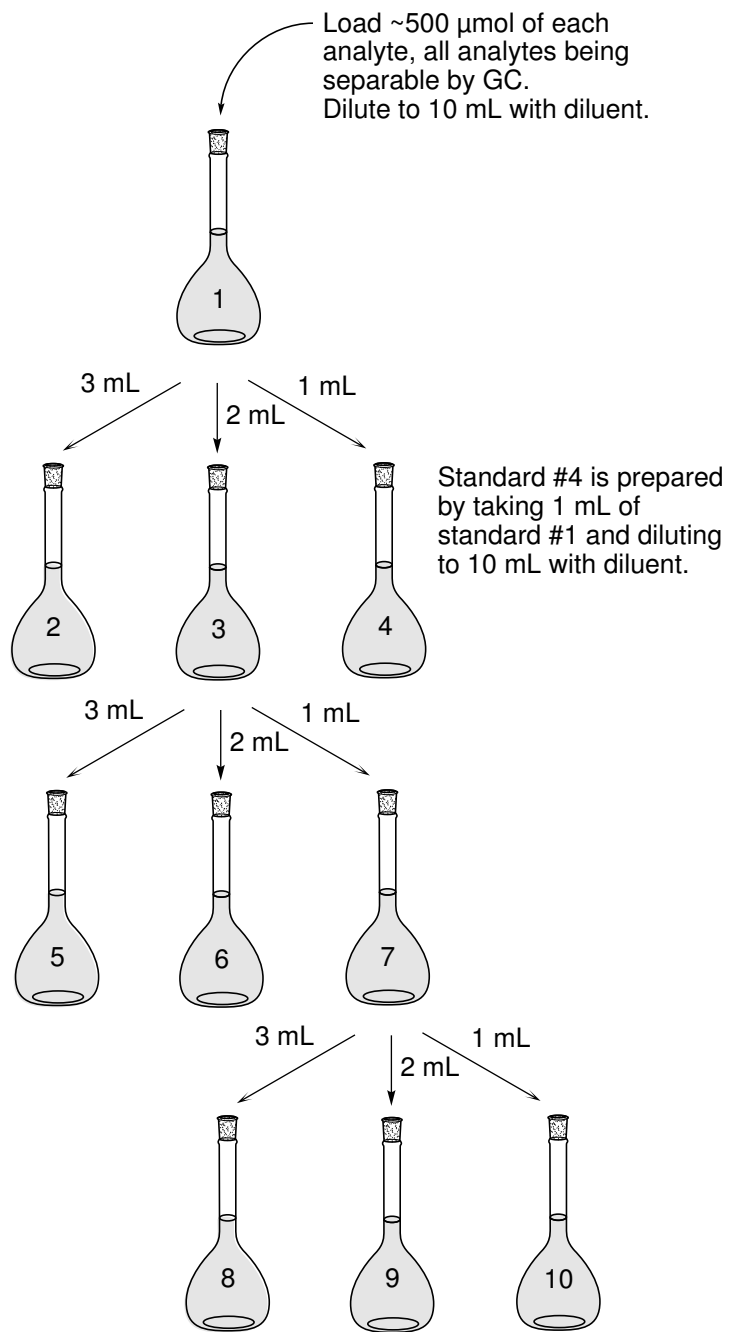 Load ~500 µmol of each
analyte, all analytes being
separable by GC.
Dilute to 10 mL with diluent.
1
3 mL
2 mL
1 mL
Standard #4 is prepared
by taking 1 mL of
standard #1 and diluting
to 10 mL with diluent.
2
3
4
3 mL
2 mL
1 mL
5
6
7
3 mL
2 mL
1 mL
8
9
10